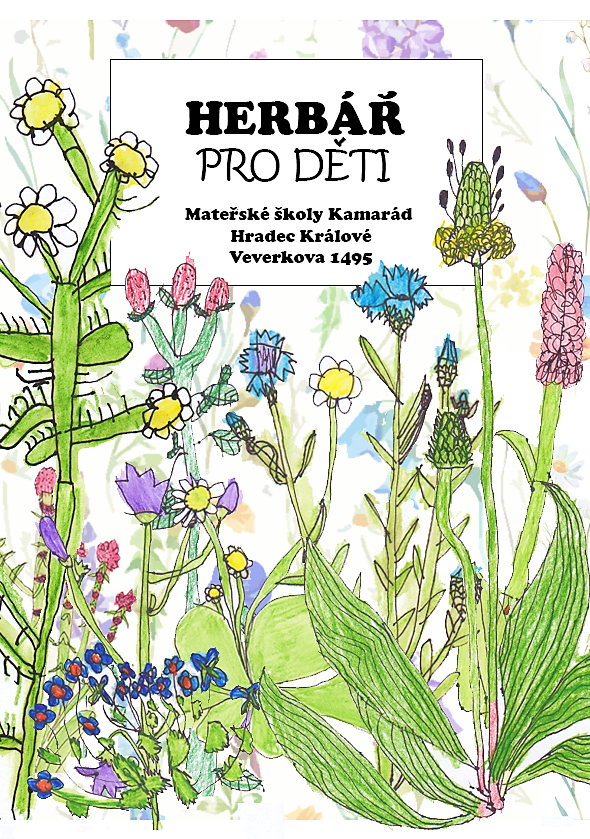 HERBÁŘ
PRO DĚTI
Mateřské školy Kamarád
Hradec Králové
Veverkova 1495